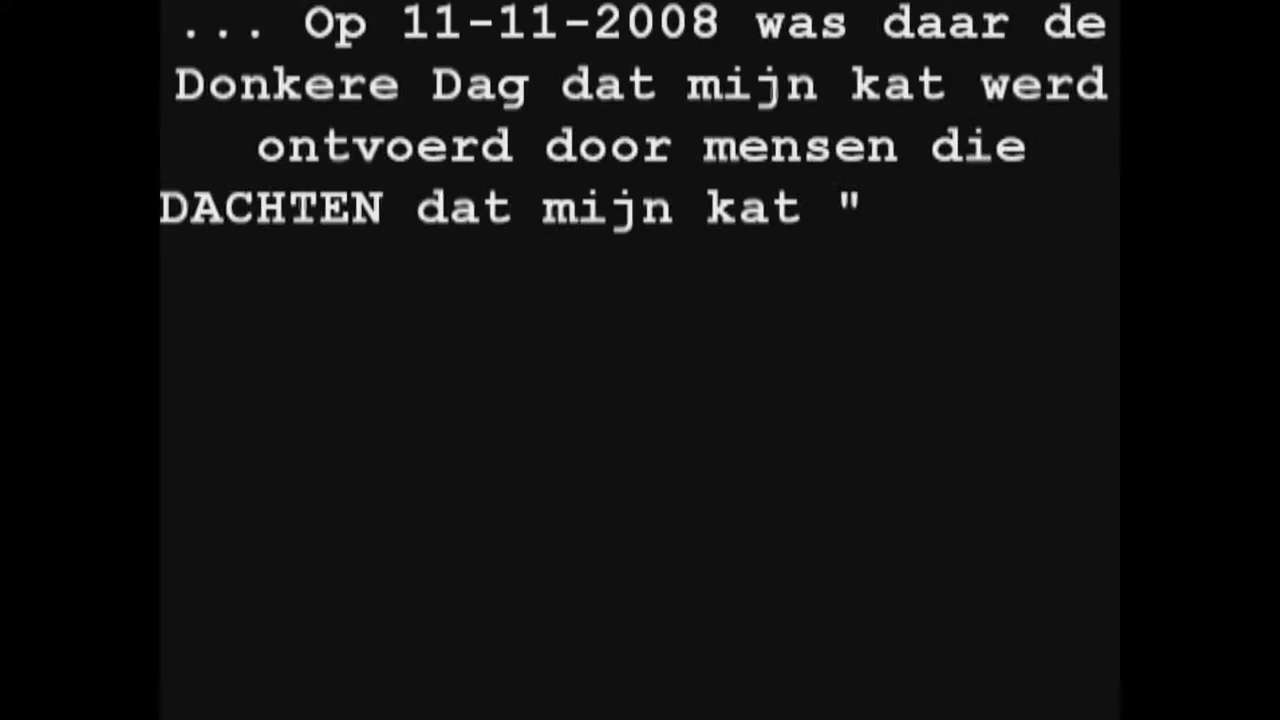 ... Op 11-11-2008 was daar de
Donkere Dag dat mijn kat werd
ontvoerd door mensen die
DACHTEN dat mijn kat "